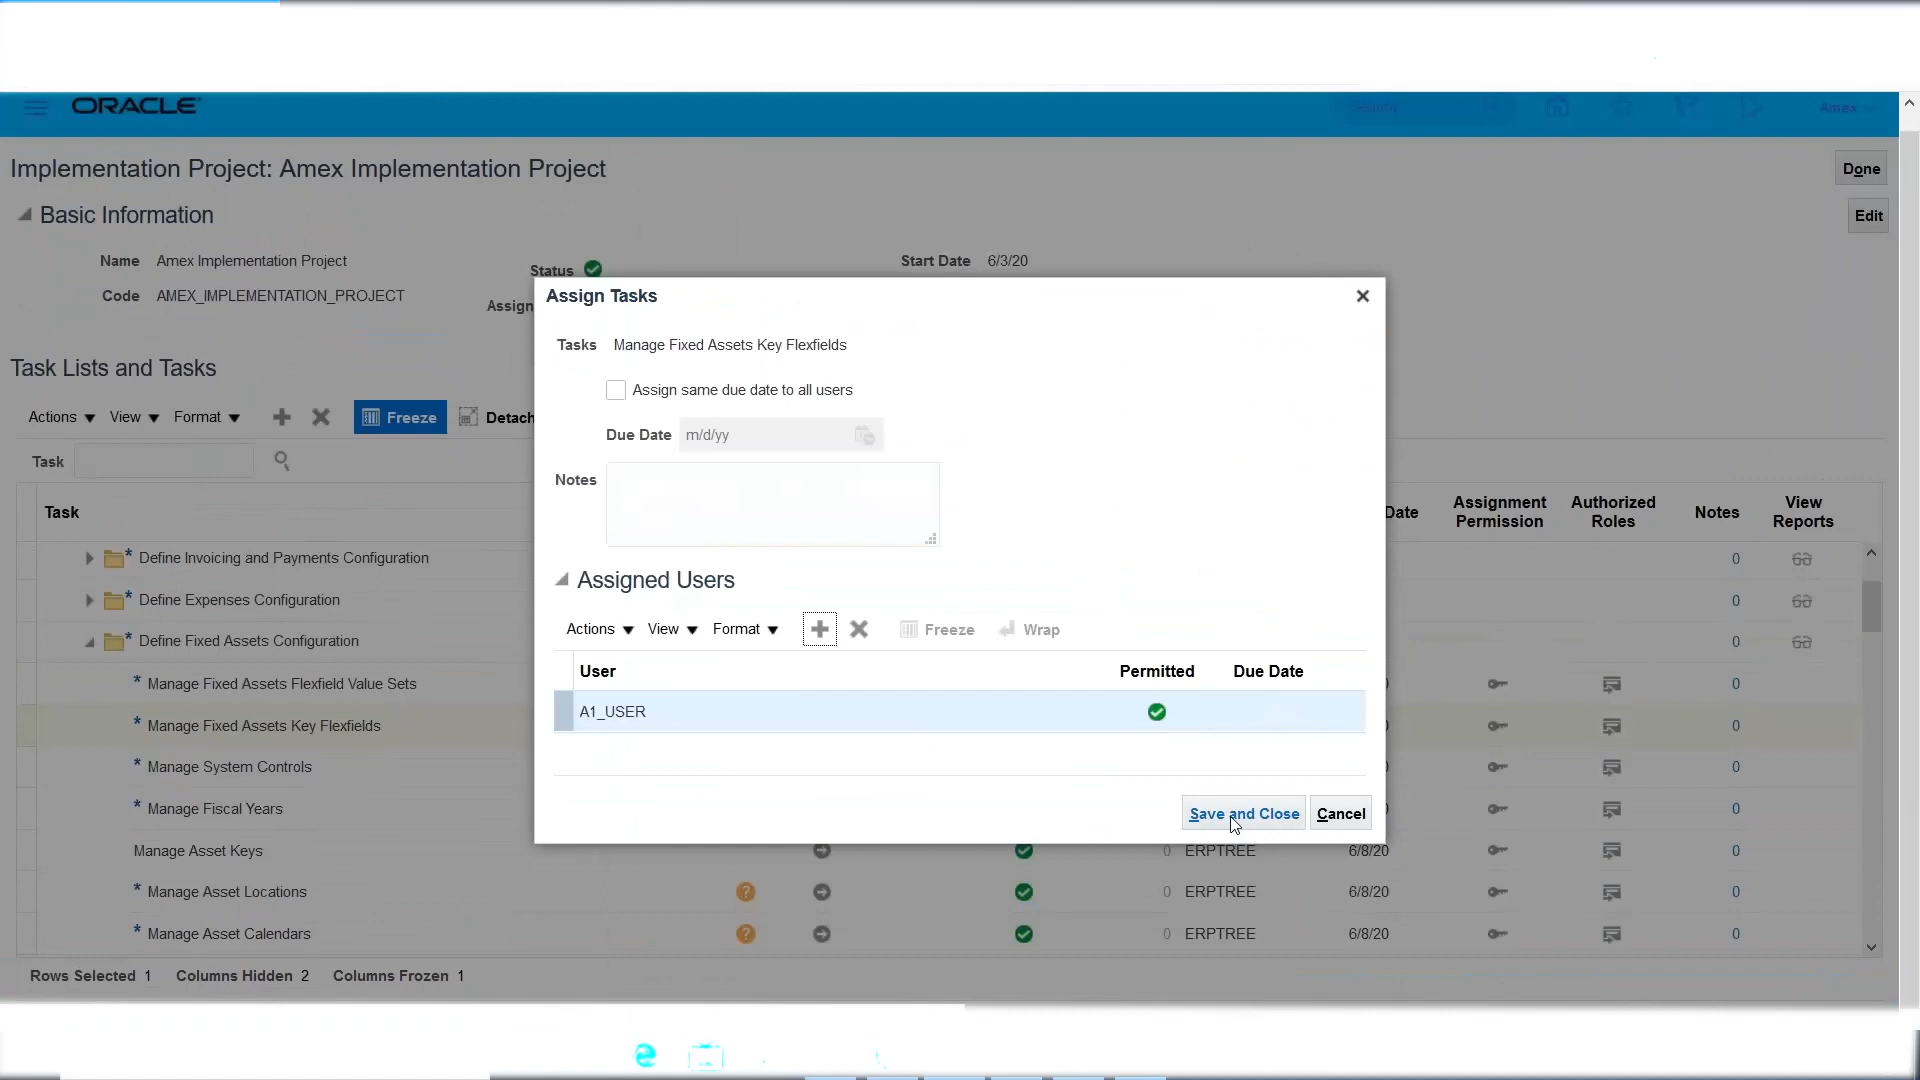 ORACLE
Search
Amex
Implementation Project: Amex Implementation Project
Done
Basic Information
Edit
Name Amex Implementation Project
Status
Start Date 6/3/20
Code AMEX_IMPLEMENTATION_PROJECT
Assign
Task Lists and Tasks
Actions View Format Freeze Detach
Task
Task
Date
Assignment Permission
Authorized Roles
Notes
View Reports
Define Invoicing and Payments Configuration 0
Define Expenses Configuration 0
Define Fixed Assets Configuration 0
* Manage Fixed Assets Flexfield Value Sets 0
* Manage Fixed Assets Key Flexfields 0
* Manage System Controls 0
* Manage Fiscal Years 0
Manage Asset Keys 0 ERPTREE 6/8/20 0
* Manage Asset Locations ? 0 ERPTREE 6/8/20 0
* Manage Asset Calendars ? 0 ERPTREE 6/8/20 0
Rows Selected 1 Columns Hidden 2 Columns Frozen 1
Assign Tasks
Tasks Manage Fixed Assets Key Flexfields
Assign same due date to all users
Due Date m/d/yy
Notes
Assigned Users
Actions View Format Freeze Wrap
User Permitted Due Date
A1_USER
Save and Close Cancel